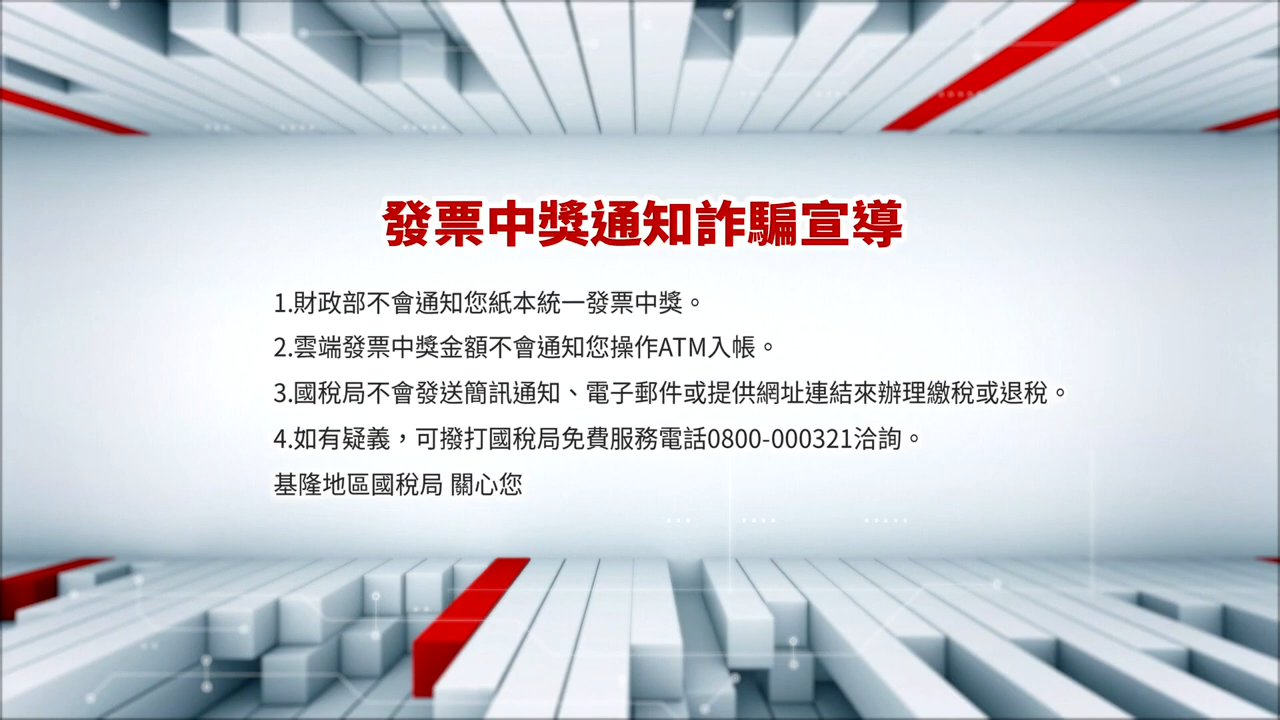 發票中獎通知詐騙宣導
1.財政部不會通知您紙本統一發票中獎。
2.雲端發票中獎金額不會通知您操作ATM入帳。
3.國稅局不會發送簡訊通知、電子郵件或提供網址連結來辦理繳稅或退稅。
4.如有疑義，可撥打國稅局免費服務電話0800-000321洽詢。
基隆地區國稅局 關心您